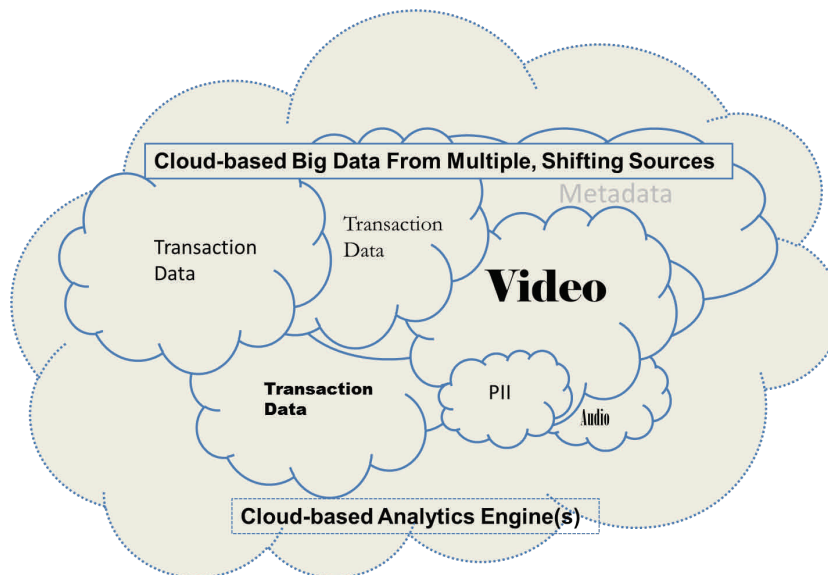 Cloud-based Big Data From Multiple, Shifting Sources
Metadata
Transaction
Data
Transaction
Data
Video
Transaction
Data
PII
Audio
Cloud-based Analytics Engine(s)